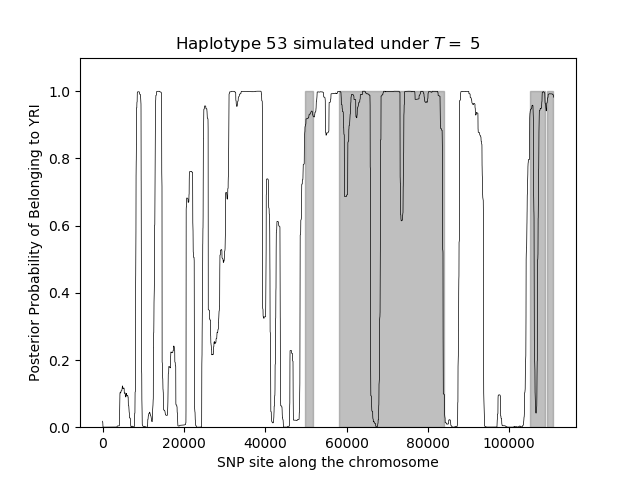 Haplotype 53 simulated under T = 5
Posterior Probability of Belonging to YRI
1.0
0.8
0.6
0.4
0.2
0.0
0 20000 40000 60000 80000 100000
SNP site along the chromosome